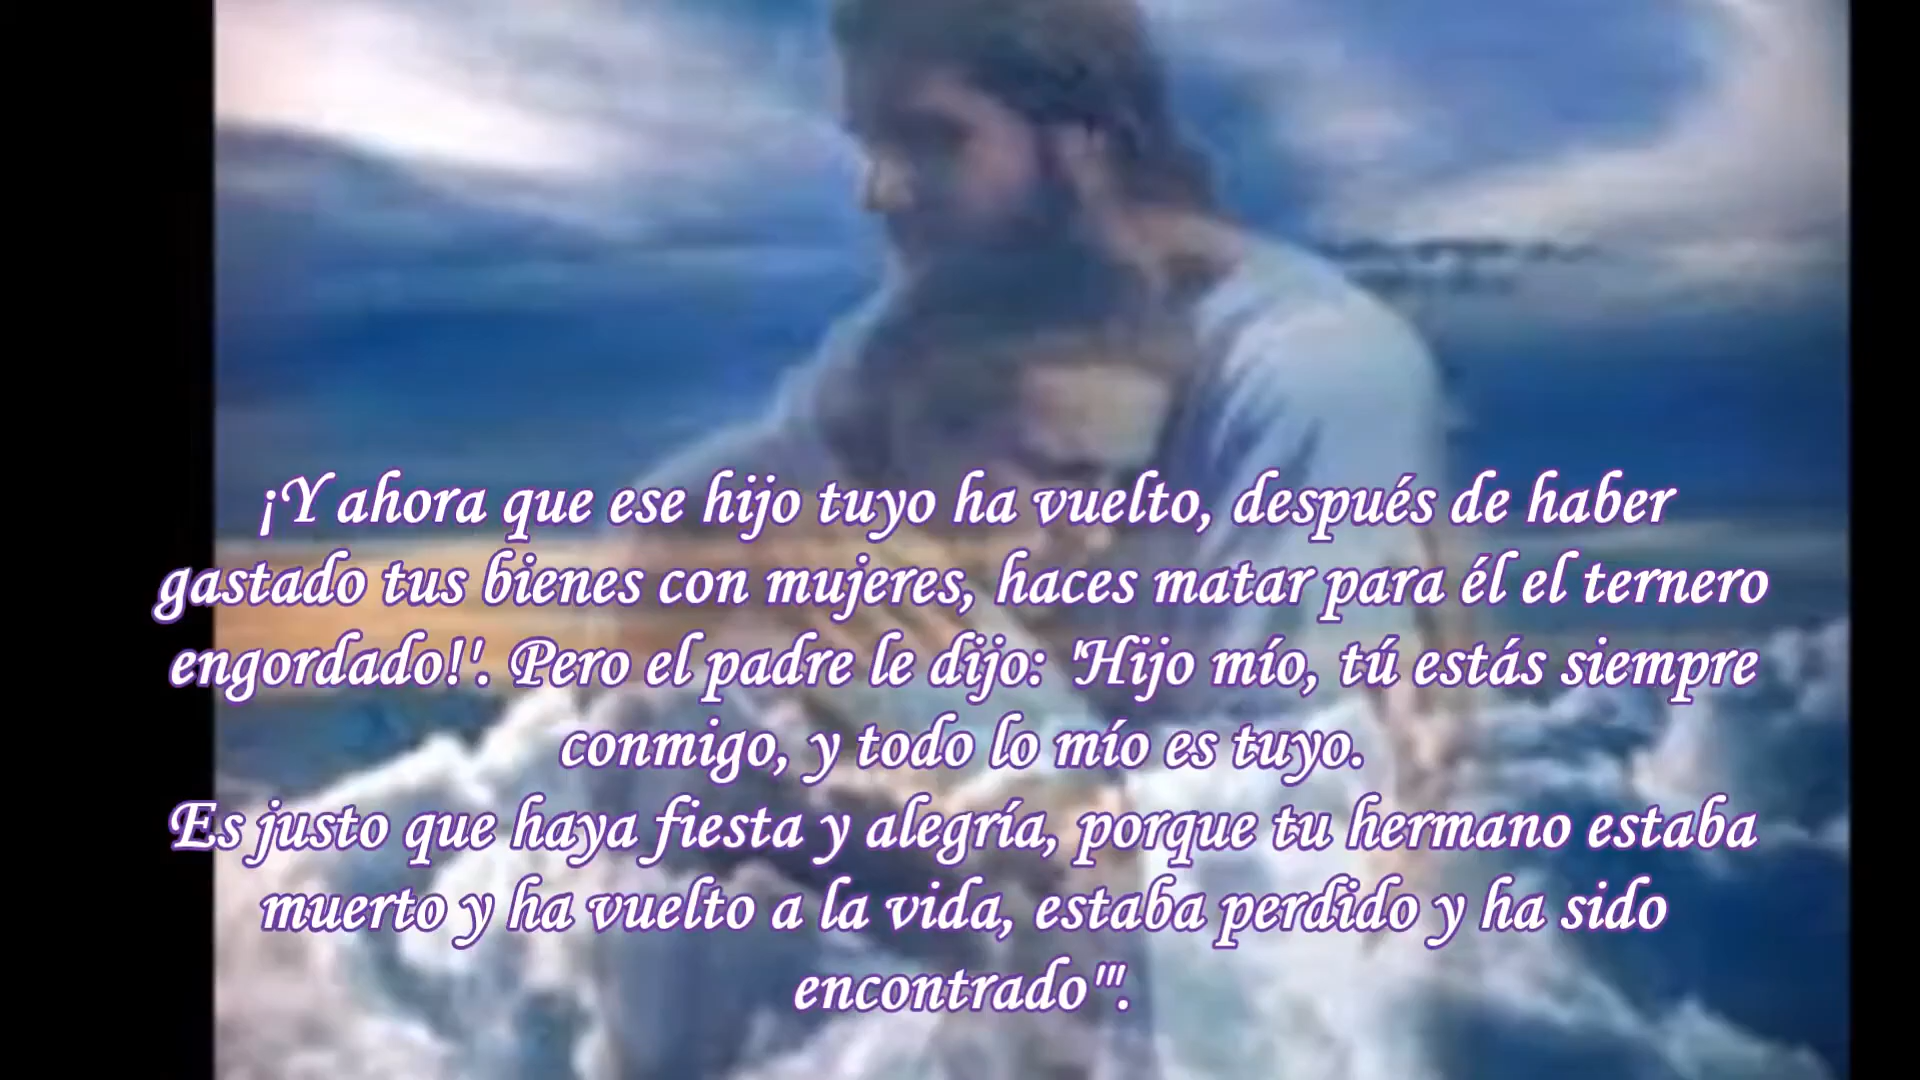 ¡Y ahora que ese hijo tuyo ha vuelto, después de haber
gastado tus bienes con mujeres, haces matar para él el ternero
engordado!'. Pero el padre le dijo: 'Hijo mío, tú estás siempre
conmigo, y todo lo mío es tuyo.
Es justo que haya fiesta y alegría, porque tu hermano estaba
muerto y ha vuelto a la vida, estaba perdido y ha sido
encontrado'".